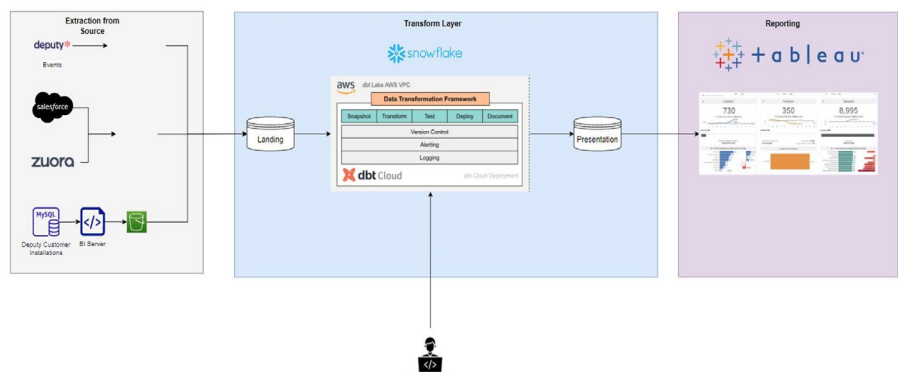 Extraction from
Source
deputy
Events
salesforce
zuora
MySQL
Deputy Customer
Installations
BI Server
Transform Layer
snowflake
aws
dbt Labs AWS VPC
Data Transformation Framework
Snapshot
Transform
Test
Deploy
Document
Version Control
Alerting
Logging
dbt Cloud
dbt Cloud Deployment
Landing
Presentation
Reporting
+ableau
730
350
8,995